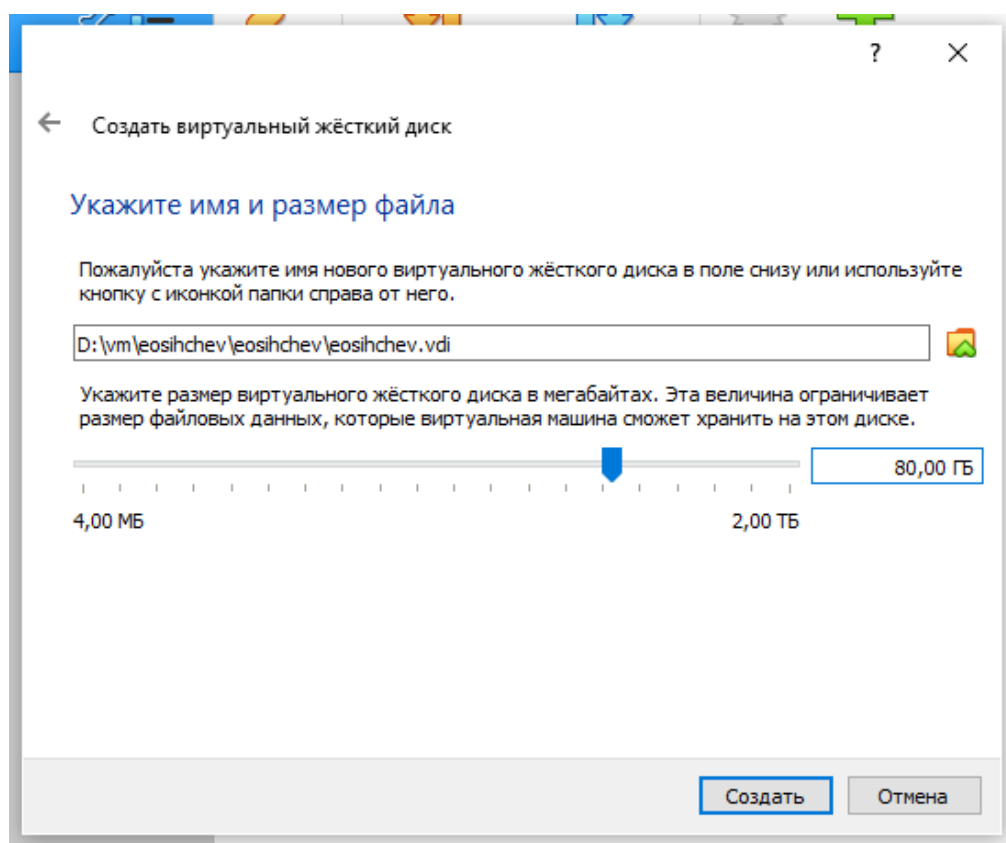 ?
Создать виртуальный жёсткий диск
Укажите имя и размер файла
Пожалуйста укажите имя нового виртуального жёсткого диска в поле снизу или используйте
кнопку с иконкой папки справа от него.
D:\vm\eosihchev\eosihchev\eosihchev.vdi
Укажите размер виртуального жёсткого диска в мегабайтах. Эта величина ограничивает
размер файловых данных, которые виртуальная машина сможет хранить на этом диске.
80,00 ГБ
4,00 МБ
2,00 ТБ
Создать
Отмена